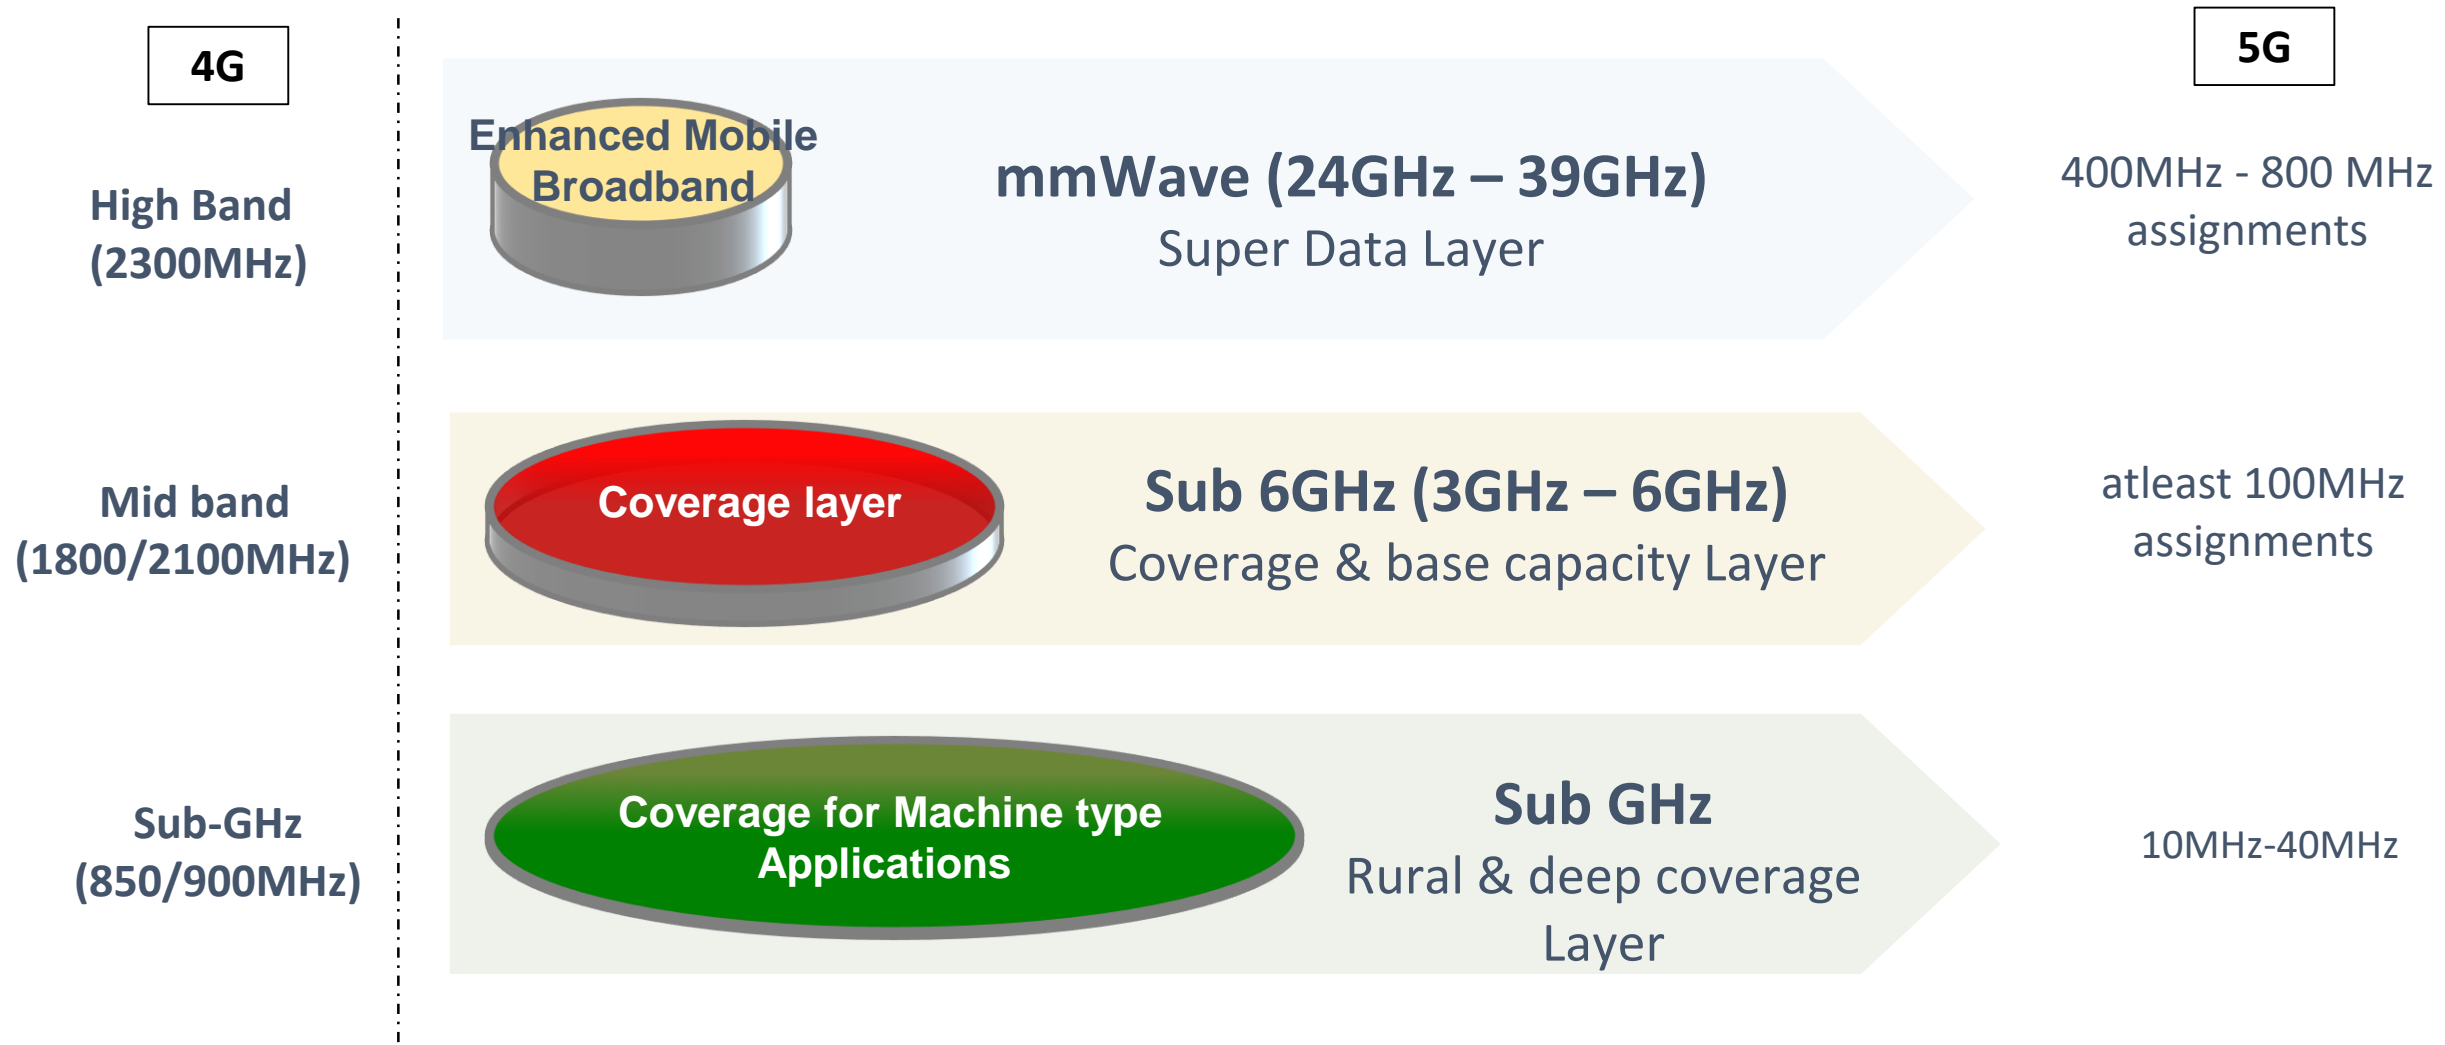 4G
5G
High Band
(2300MHz)
Enhanced Mobile
Broadband
mmWave (24GHz – 39GHz)
Super Data Layer
400MHz - 800 MHz
assignments
Mid band
(1800/2100MHz)
Coverage layer
Sub 6GHz (3GHz – 6GHz)
Coverage & base capacity Layer
atleast 100MHz
assignments
Sub-GHz
(850/900MHz)
Coverage for Machine type
Applications
Sub GHz
Rural & deep coverage
Layer
10MHz-40MHz